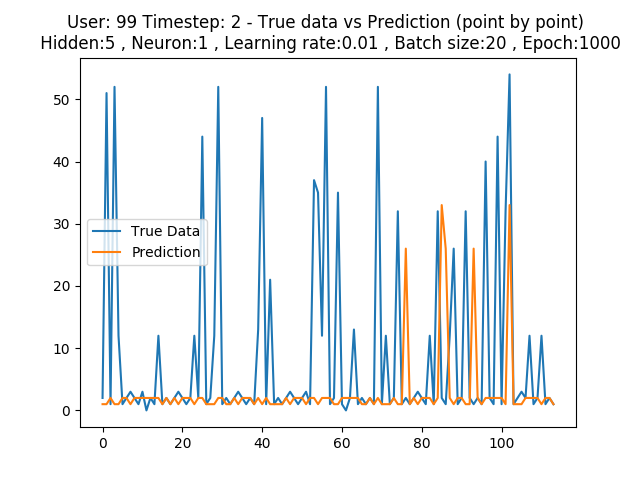 User: 99 Timestep: 2 - True data vs Prediction (point by point)
Hidden:5 , Neuron:1 , Learning rate:0.01 , Batch size:20 , Epoch:1000
50
40
30
True Data
Prediction
20
10
0
0 20 40 60 80 100